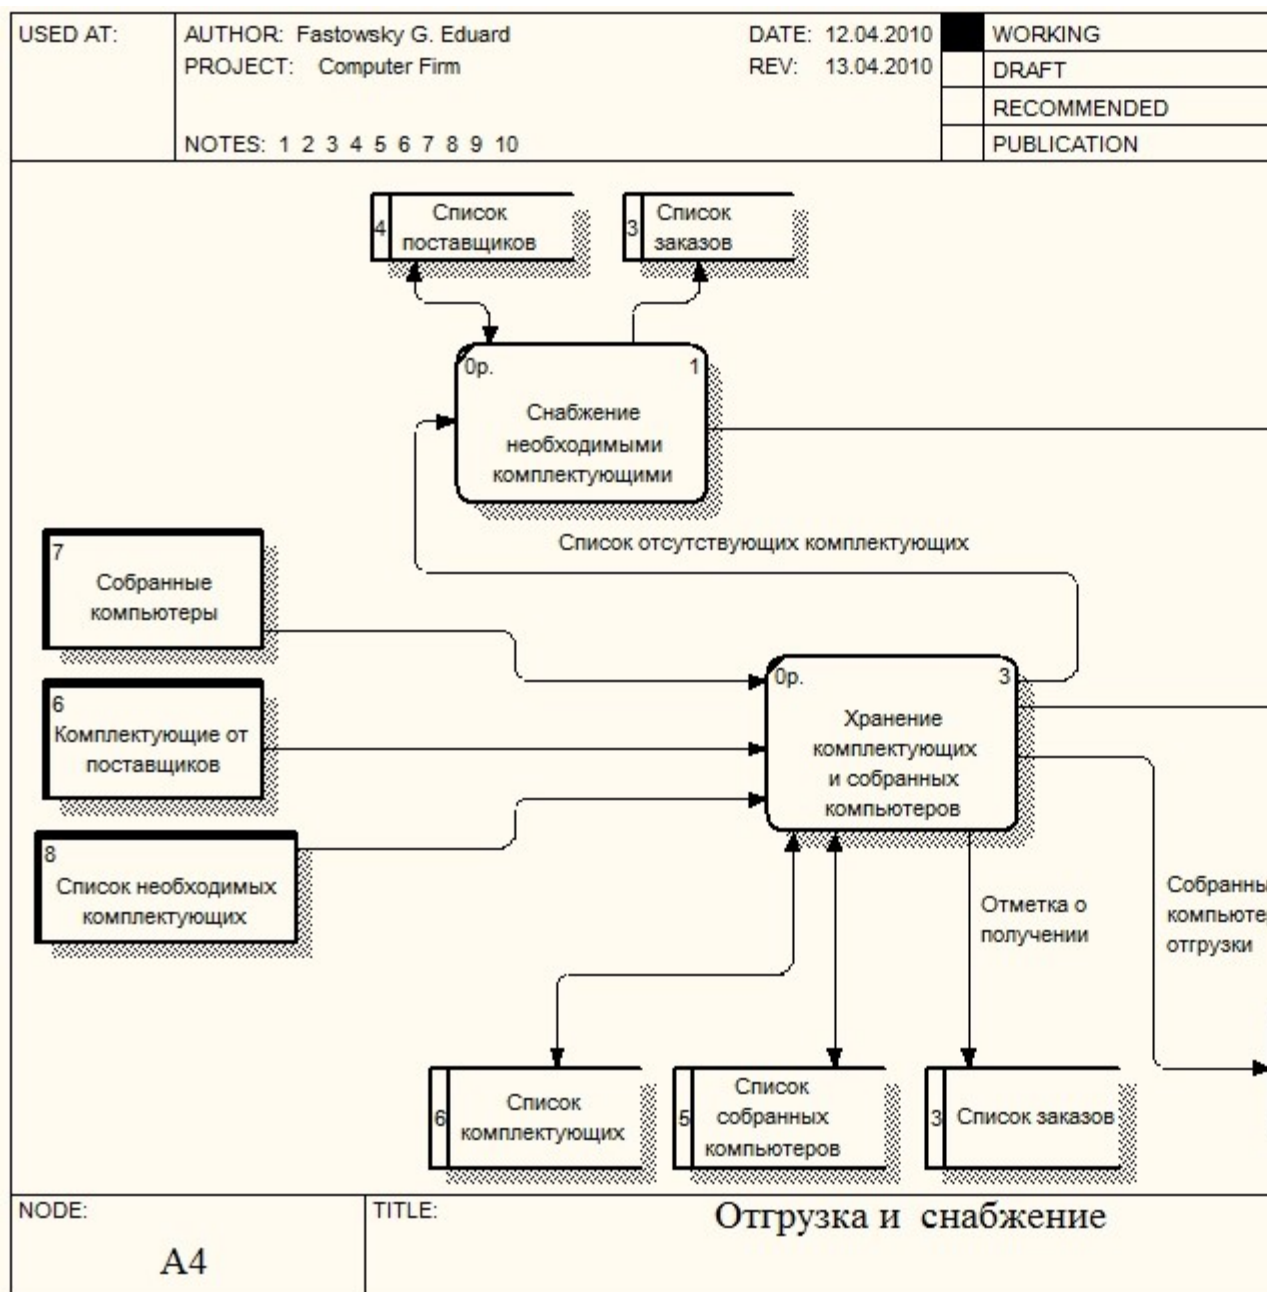 USED AT:
AUTHOR: Fastowsky G. Eduard
DATE: 12.04.2010
WORKING
PROJECT: Computer Firm
REV: 13.04.2010
DRAFT
RECOMMENDED
NOTES: 1 2 3 4 5 6 7 8 9 10
PUBLICATION
4
Список
поставщиков
3
Список
заказов
0р.
1
Снабжение
необходимыми
комплектующими
Список отсутствующих комплектующих
7
Собранные
компьютеры
6
Комплектующие от
поставщиков
8
Список необходимых
комплектующих
0р.
3
Хранение
комплектующих
и собранных
компьютеров
Отметка о
получении
Собранны
компьюте
отгрузки
6
Список
комплектующих
5
Список
собранных
компьютеров
3
Список заказов
NODE:
A4
TITLE:
Отгрузка и снабжение